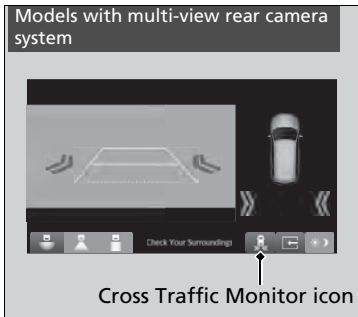 Models with multi-view rear camera
system
Check Your Surroundings
Cross Traffic Monitor icon